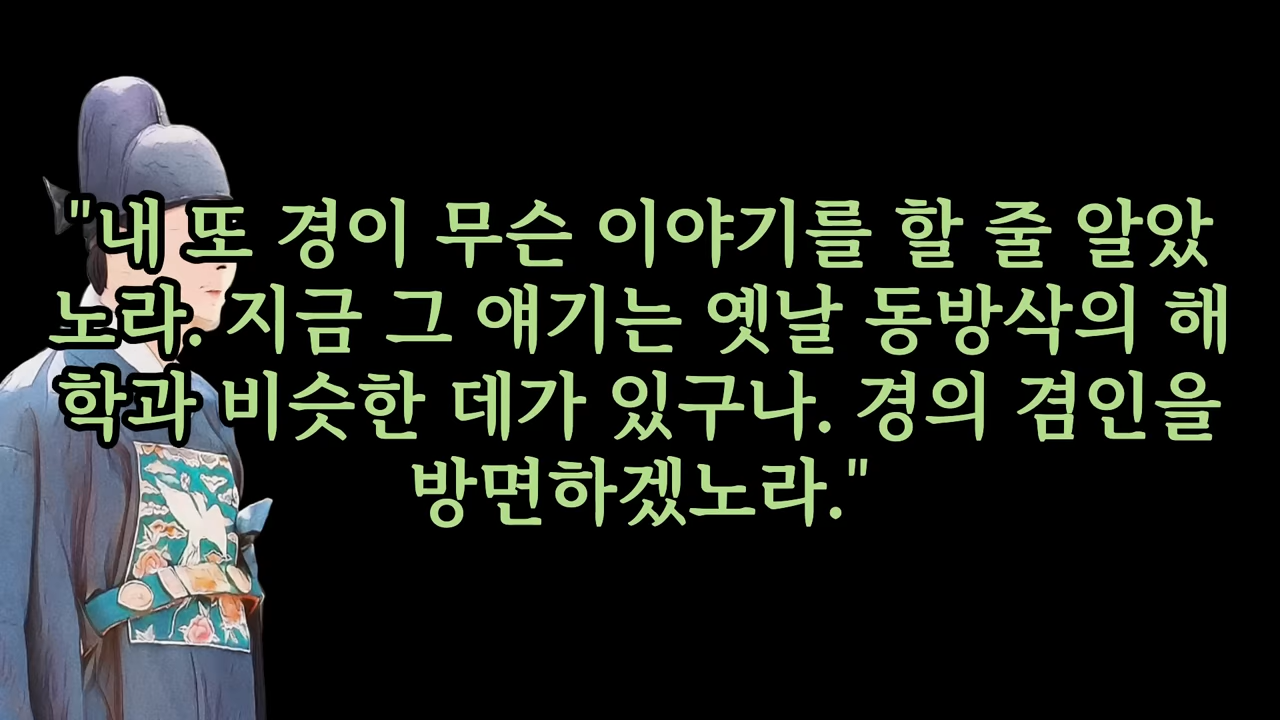 "내 또 경이 무슨 이야기를 할 줄 알았
노라. 지금 그 얘기는 옛날 동방삭의 해
학과 비슷한 데가 있구나. 경의 겸인을
방면하겠노라."